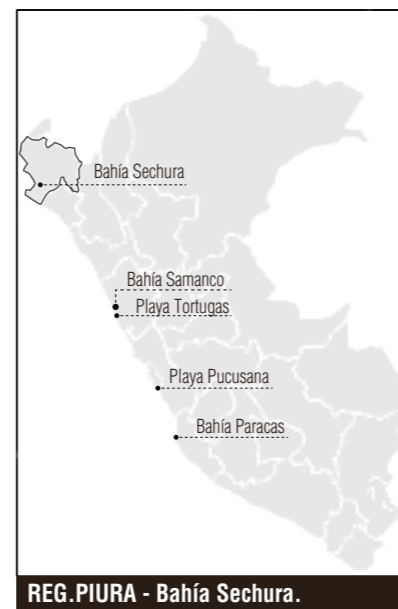 Bahía Sechura
Bahía Samanco
Playa Tortugas
Playa Pucusana
Bahía Paracas
REG.PIURA - Bahía Sechura.